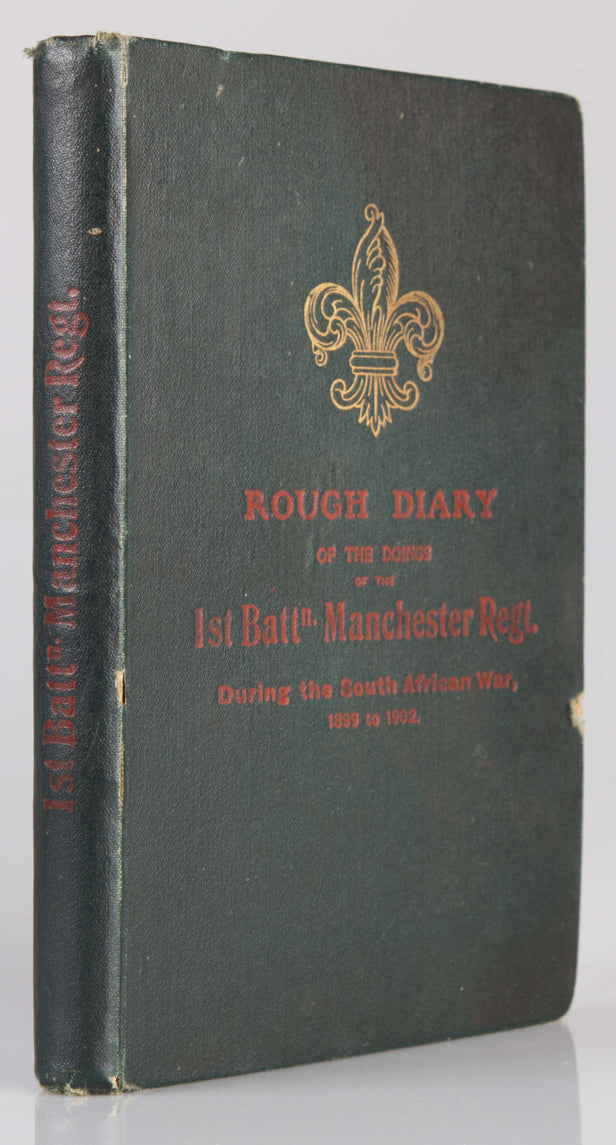 1st Battn. Manchester Regt.
ROUGH DIARY
OF THE DOINGS
OF THE
1st Battn. Manchester Regt.
During the South African War,
1899 to 1902.